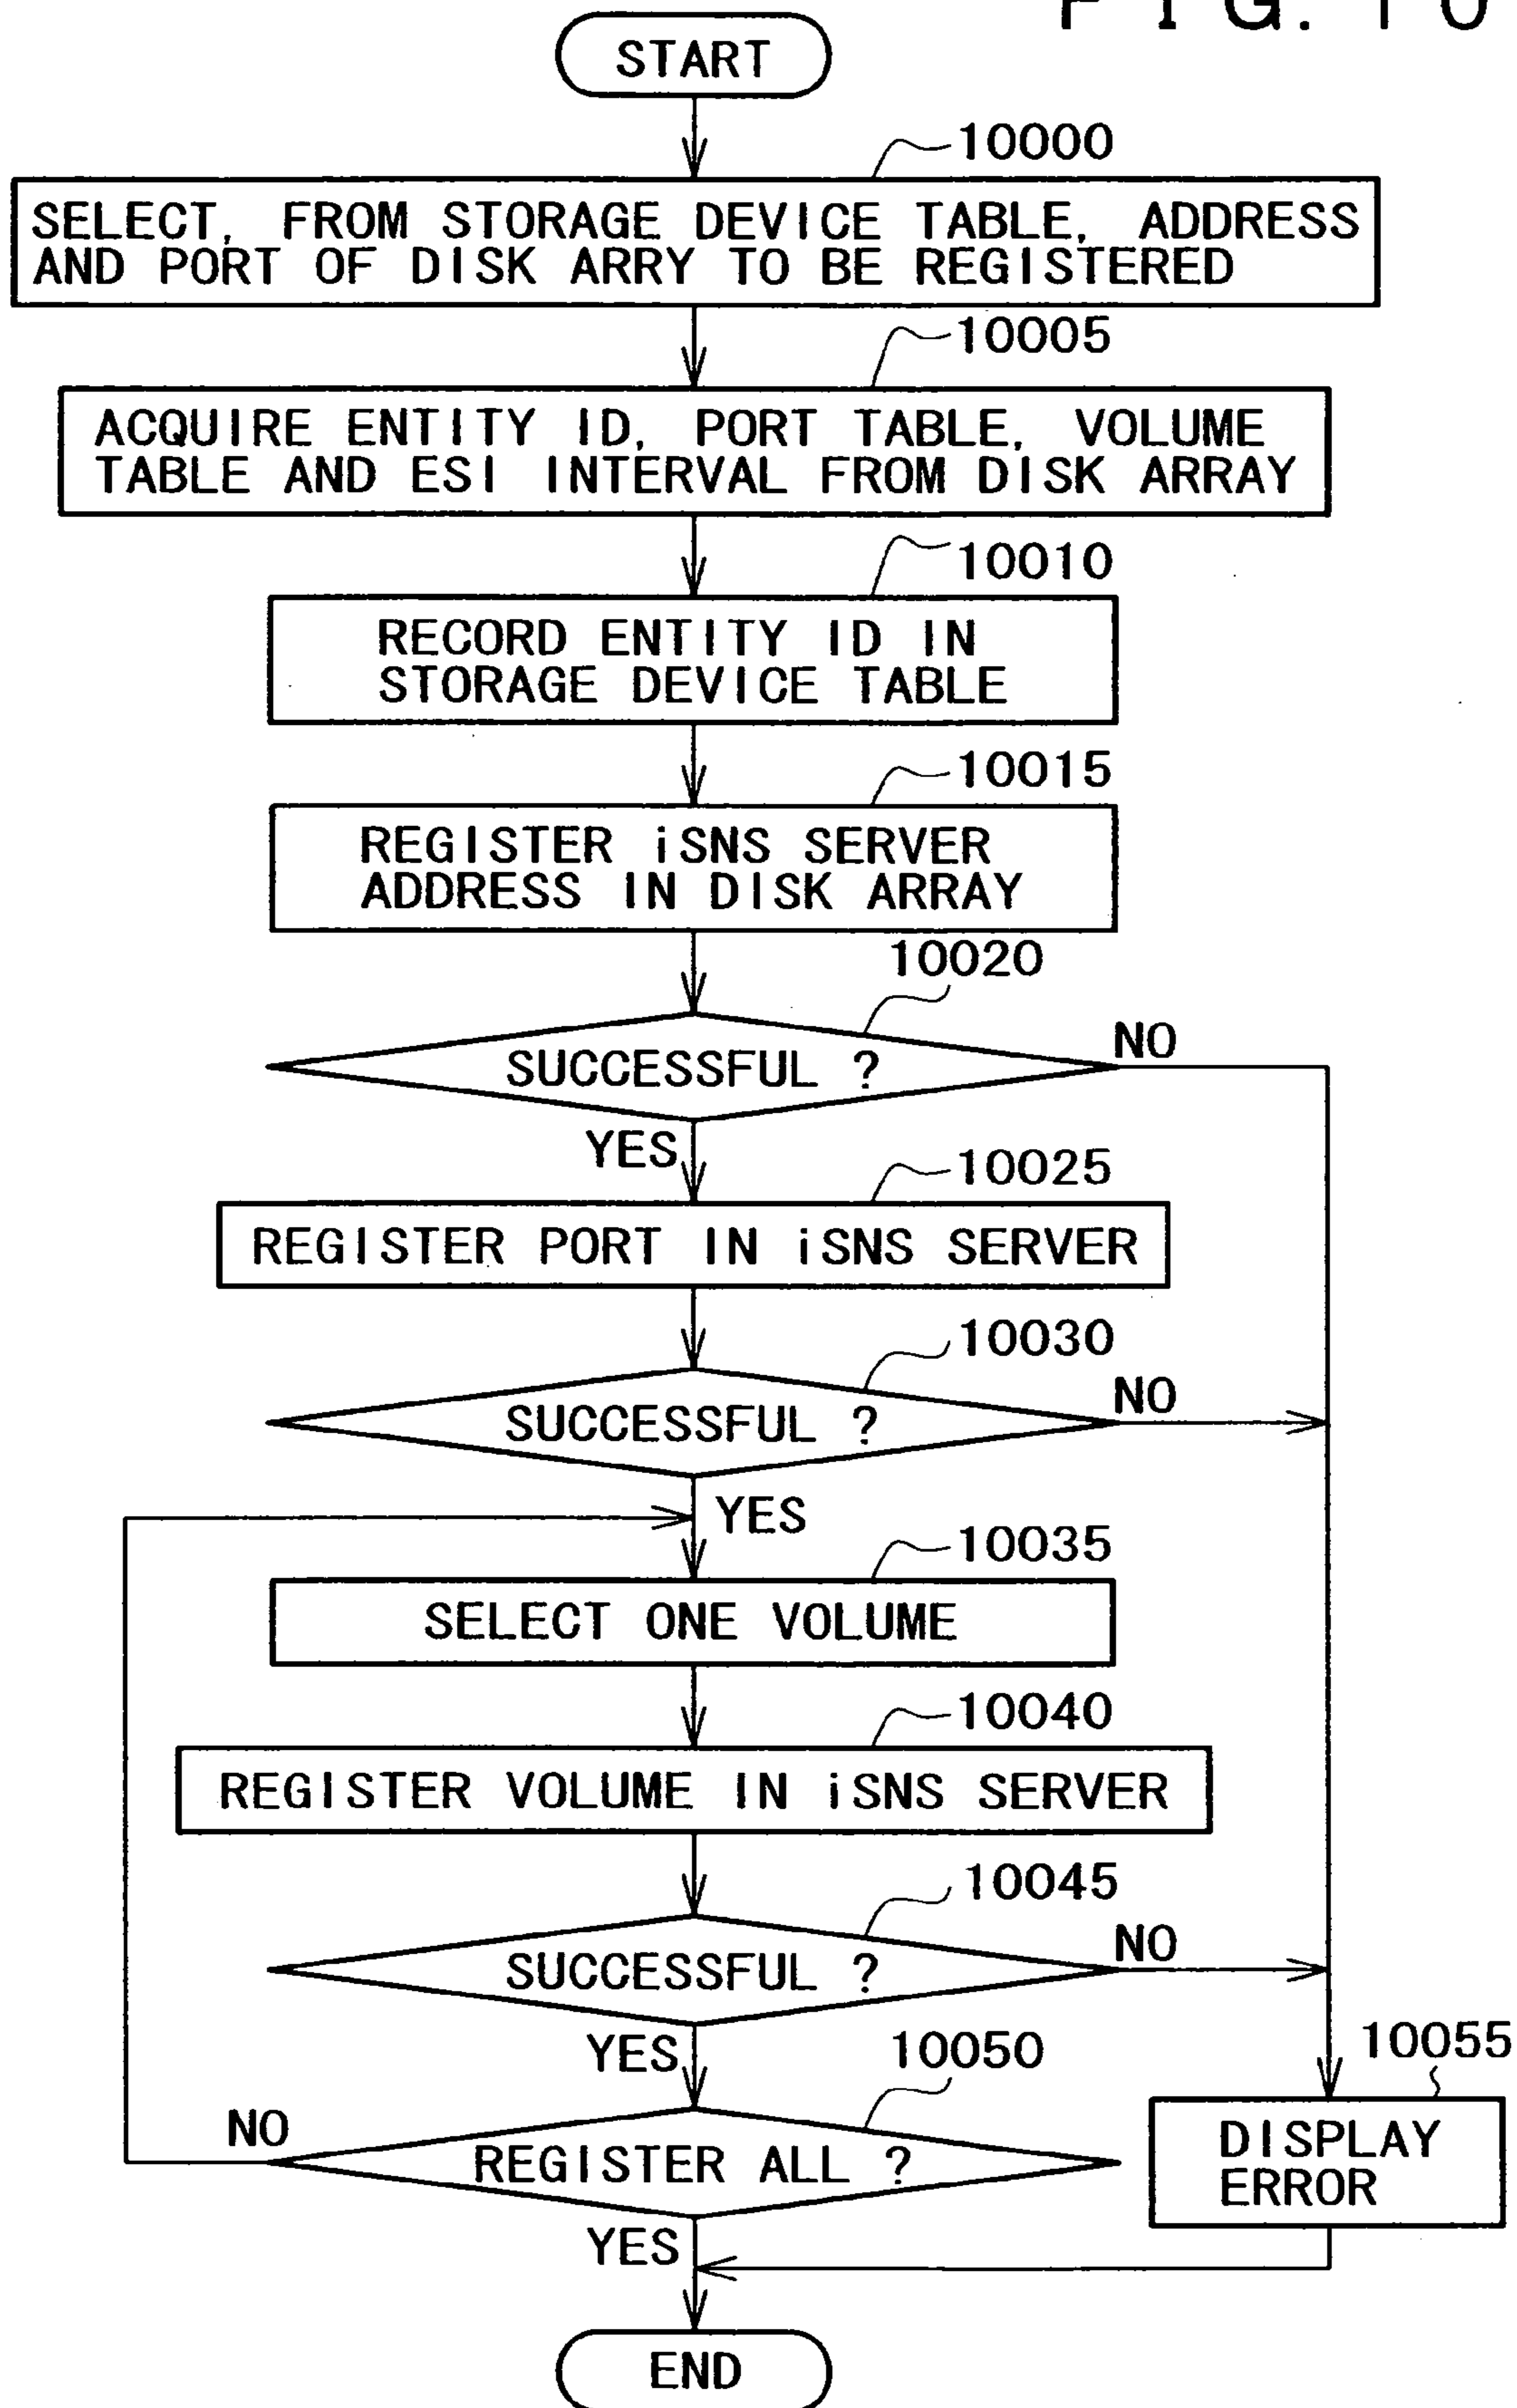 FIG. 10
START
10000
SELECT, FROM STORAGE DEVICE TABLE, ADDRESS
AND PORT OF DISK ARRY TO BE REGISTERED
10005
ACQUIRE ENTITY ID, PORT TABLE, VOLUME
TABLE AND ESI INTERVAL FROM DISK ARRAY
10010
RECORD ENTITY ID IN
STORAGE DEVICE TABLE
10015
REGISTER iSNS SERVER
ADDRESS IN DISK ARRAY
10020
SUCCESSFUL ?
NO
YES
10025
REGISTER PORT IN iSNS SERVER
10030
SUCCESSFUL ?
NO
YES
10035
SELECT ONE VOLUME
10040
REGISTER VOLUME IN iSNS SERVER
10045
SUCCESSFUL ?
NO
YES
10050
REGISTER ALL ?
NO
YES
10055
DISPLAY
ERROR
END